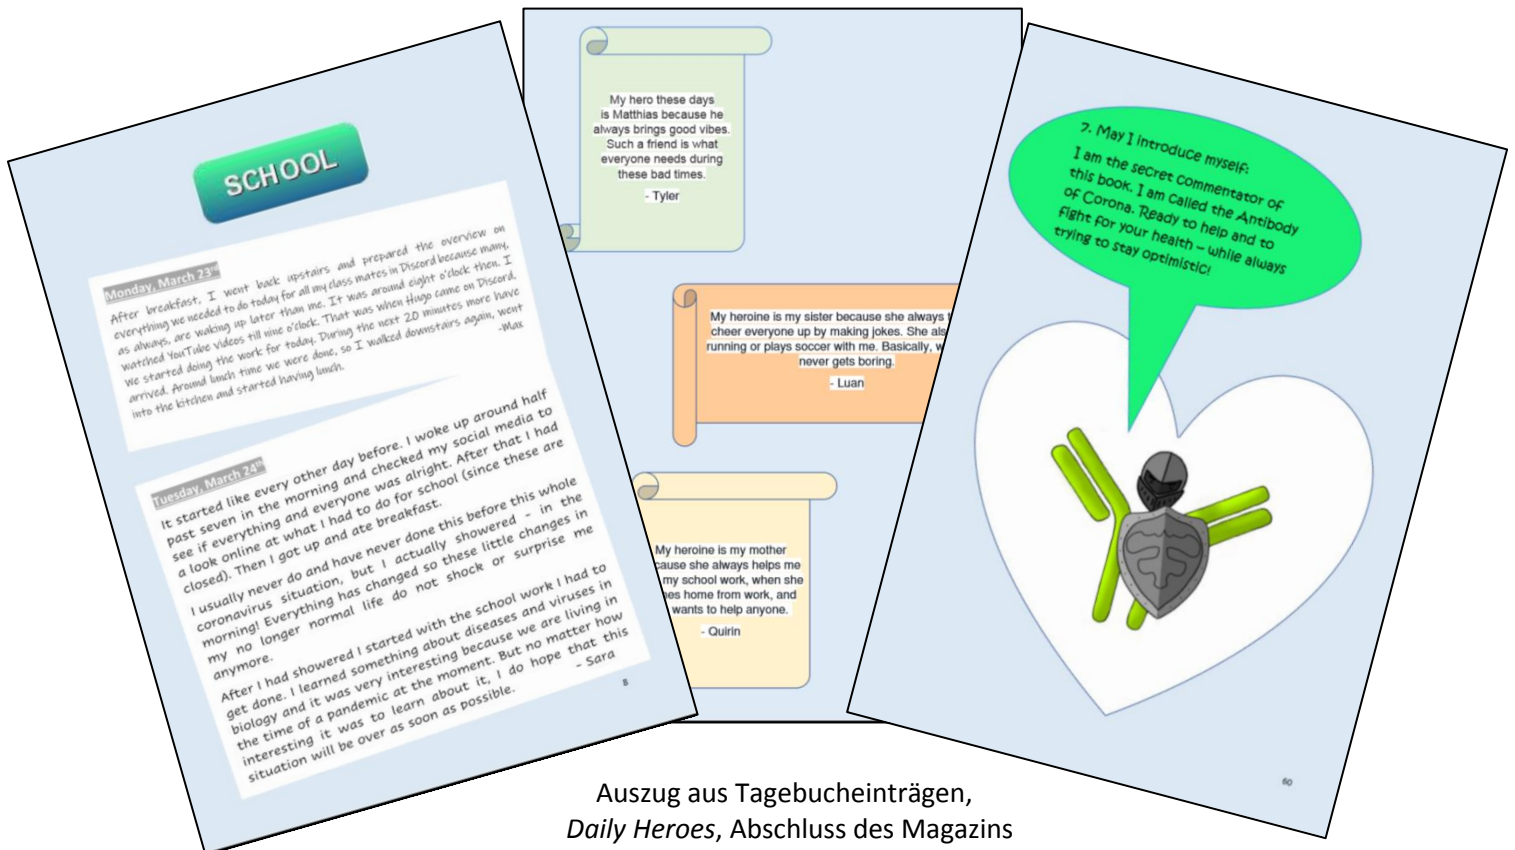 SCHOOL
Monday, March 23rd
After breakfast, I went back upstairs and prepared the overview on
everything we needed to do today for all my class mates in Discord because many,
as always, are waking up later than me. It was around eight o'clock then. I
watched YouTube videos till nine o'clock. That was when Hugo came on Discord.
We started doing the work for today. During the next 20 minutes more have
arrived. Around lunch time we were done, so I walked downstairs again, went
into the kitchen and started having lunch.
-Max
Tuesday, March 24th
It started like every other day before. I woke up around half
past seven in the morning and checked my social media to
see if everything and everyone was alright. After that I had
a look online at what I had to do for school (since these are
closed). Then I got up and ate breakfast.
I usually never do and have never done this before this whole
coronavirus situation, but I actually showered - in the
morning! Everything has changed so these little changes in
my no longer normal life do not shock or surprise me
anymore.
After I had showered I started with the school work I had to
get done. I learned something about diseases and viruses in
biology and it was very interesting because we are living in
the time of a pandemic at the moment. But no matter how
interesting it was to learn about it, I do hope that this
situation will be over as soon as possible.
- Sara
8
My hero these days
is Matthias because he
always brings good vibes.
Such a friend is what
everyone needs during
these bad times.
- Tyler
My heroine is my sister because she always
cheer everyone up by making jokes. She
running or plays soccer with me. Basically,
never gets boring.
- Luan
My heroine is my mother
she always helps me
my school work, when she
home from work, and
wants to help anyone.
- Quirin
7. May I introduce myself:
I am the secret commentator of
this book. I am called the Antibody
of Corona. Ready to help and to
fight for your health – while always
trying to stay optimistic!
60
Auszug aus Tagebucheinträgen,
Daily Heroes, Abschluss des Magazins